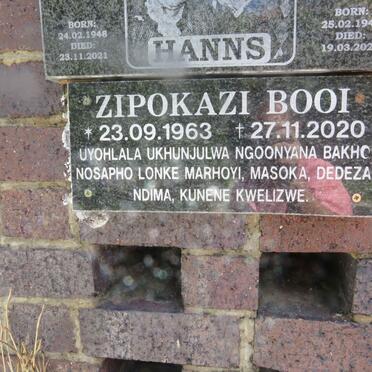 BORN:
24.02.1948
DIED:
23.11.2021
HANNS
BORN:
25.02.194
DIED:
19.03.202
ZIPOKAZI BOOI
* 23.09.1963 † 27.11.2020
UYOHLALA UKHUNJULWA NGOONYANA BAKHO
NOSAPHO LONKE MARHOYI, MASOKA, DEDEZA
NDIMA, KUNENE KWELIZWE.